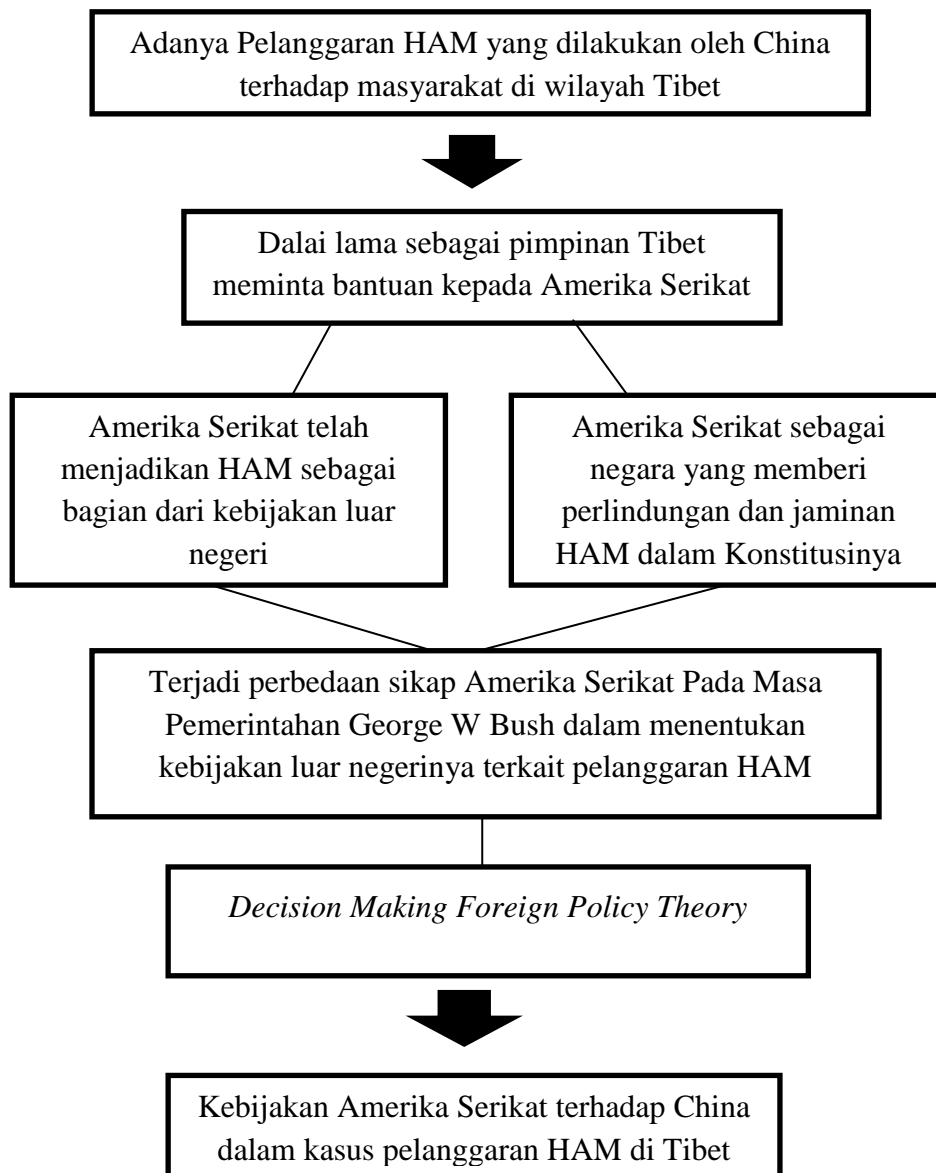 Adanya Pelanggaran HAM yang dilakukan oleh China
terhadap masyarakat di wilayah Tibet
Dalai lama sebagai pimpinan Tibet
meminta bantuan kepada Amerika Serikat
Amerika Serikat telah
menjadikan HAM sebagai
bagian dari kebijakan luar
negeri
Amerika Serikat sebagai
negara yang memberi
perlindungan dan jaminan
HAM dalam Konstitusinya
Terjadi perbedaan sikap Amerika Serikat Pada Masa
Pemerintahan George W Bush dalam menentukan
kebijakan luar negerinya terkait pelanggaran HAM
Decision Making Foreign Policy Theory
Kebijakan Amerika Serikat terhadap China
dalam kasus pelanggaran HAM di Tibet